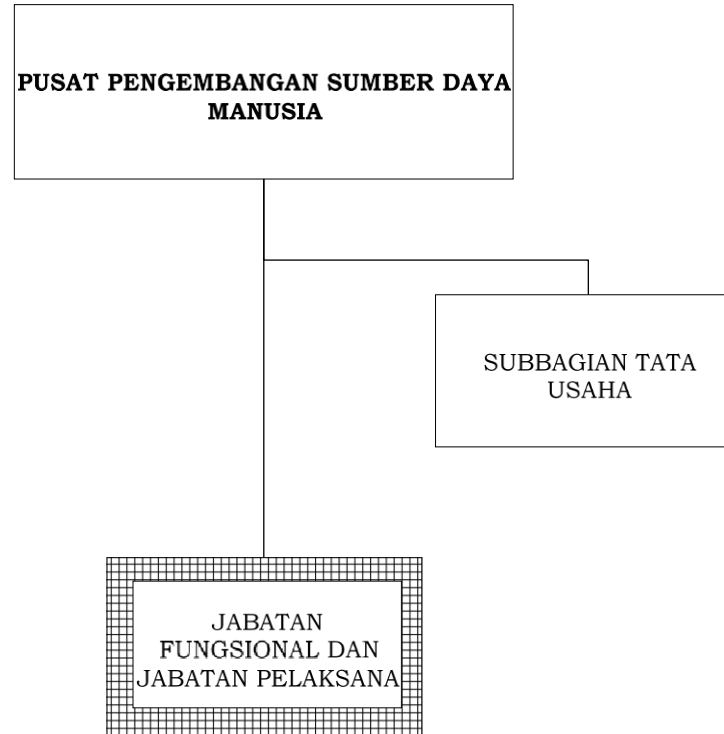 PUSAT PENGEMBANGAN SUMBER DAYA
MANUSIA
SUBBAGIAN TATA
USAHA
JABATAN
FUNGSIONAL DAN
JABATAN PELAKSANA